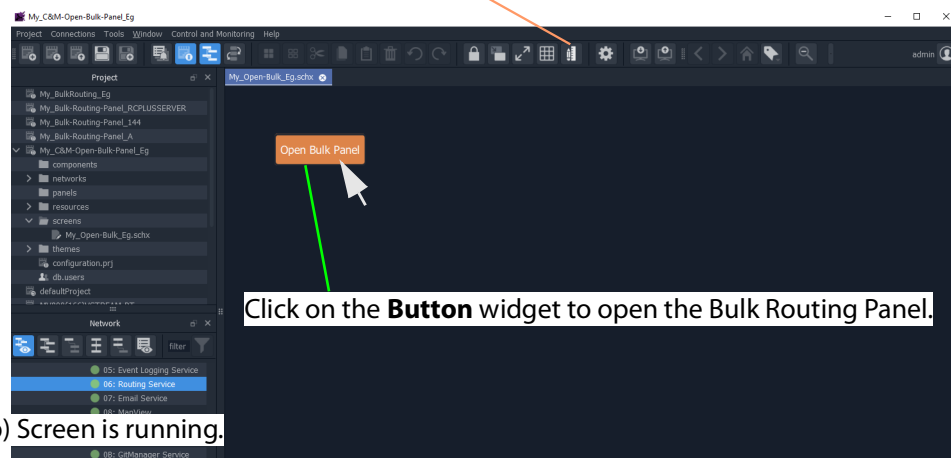 My_C&M-Open-Bulk-Panel_Eg
Project Connections Tools Window Control and Monitoring Help
admin
Project
My_Open-Bulk_Eg.schx
My_BulkRouting_Eg
My_Bulk-Routing-Panel_RCPLUSSERVER
My_Bulk-Routing-Panel_144
My_Bulk-Routing-Panel_A
My_C&M-Open-Bulk-Panel_Eg
components
networks
panels
resources
screens
My_Open-Bulk_Eg.schx
themes
configuration.prj
db.users
defaultProject
Open Bulk Panel
Click on the Button widget to open the Bulk Routing Panel.
Network
filter
05: Event Logging Service
06: Routing Service
07: Email Service
08: MapView
) Screen is running.
08: GitManager Service